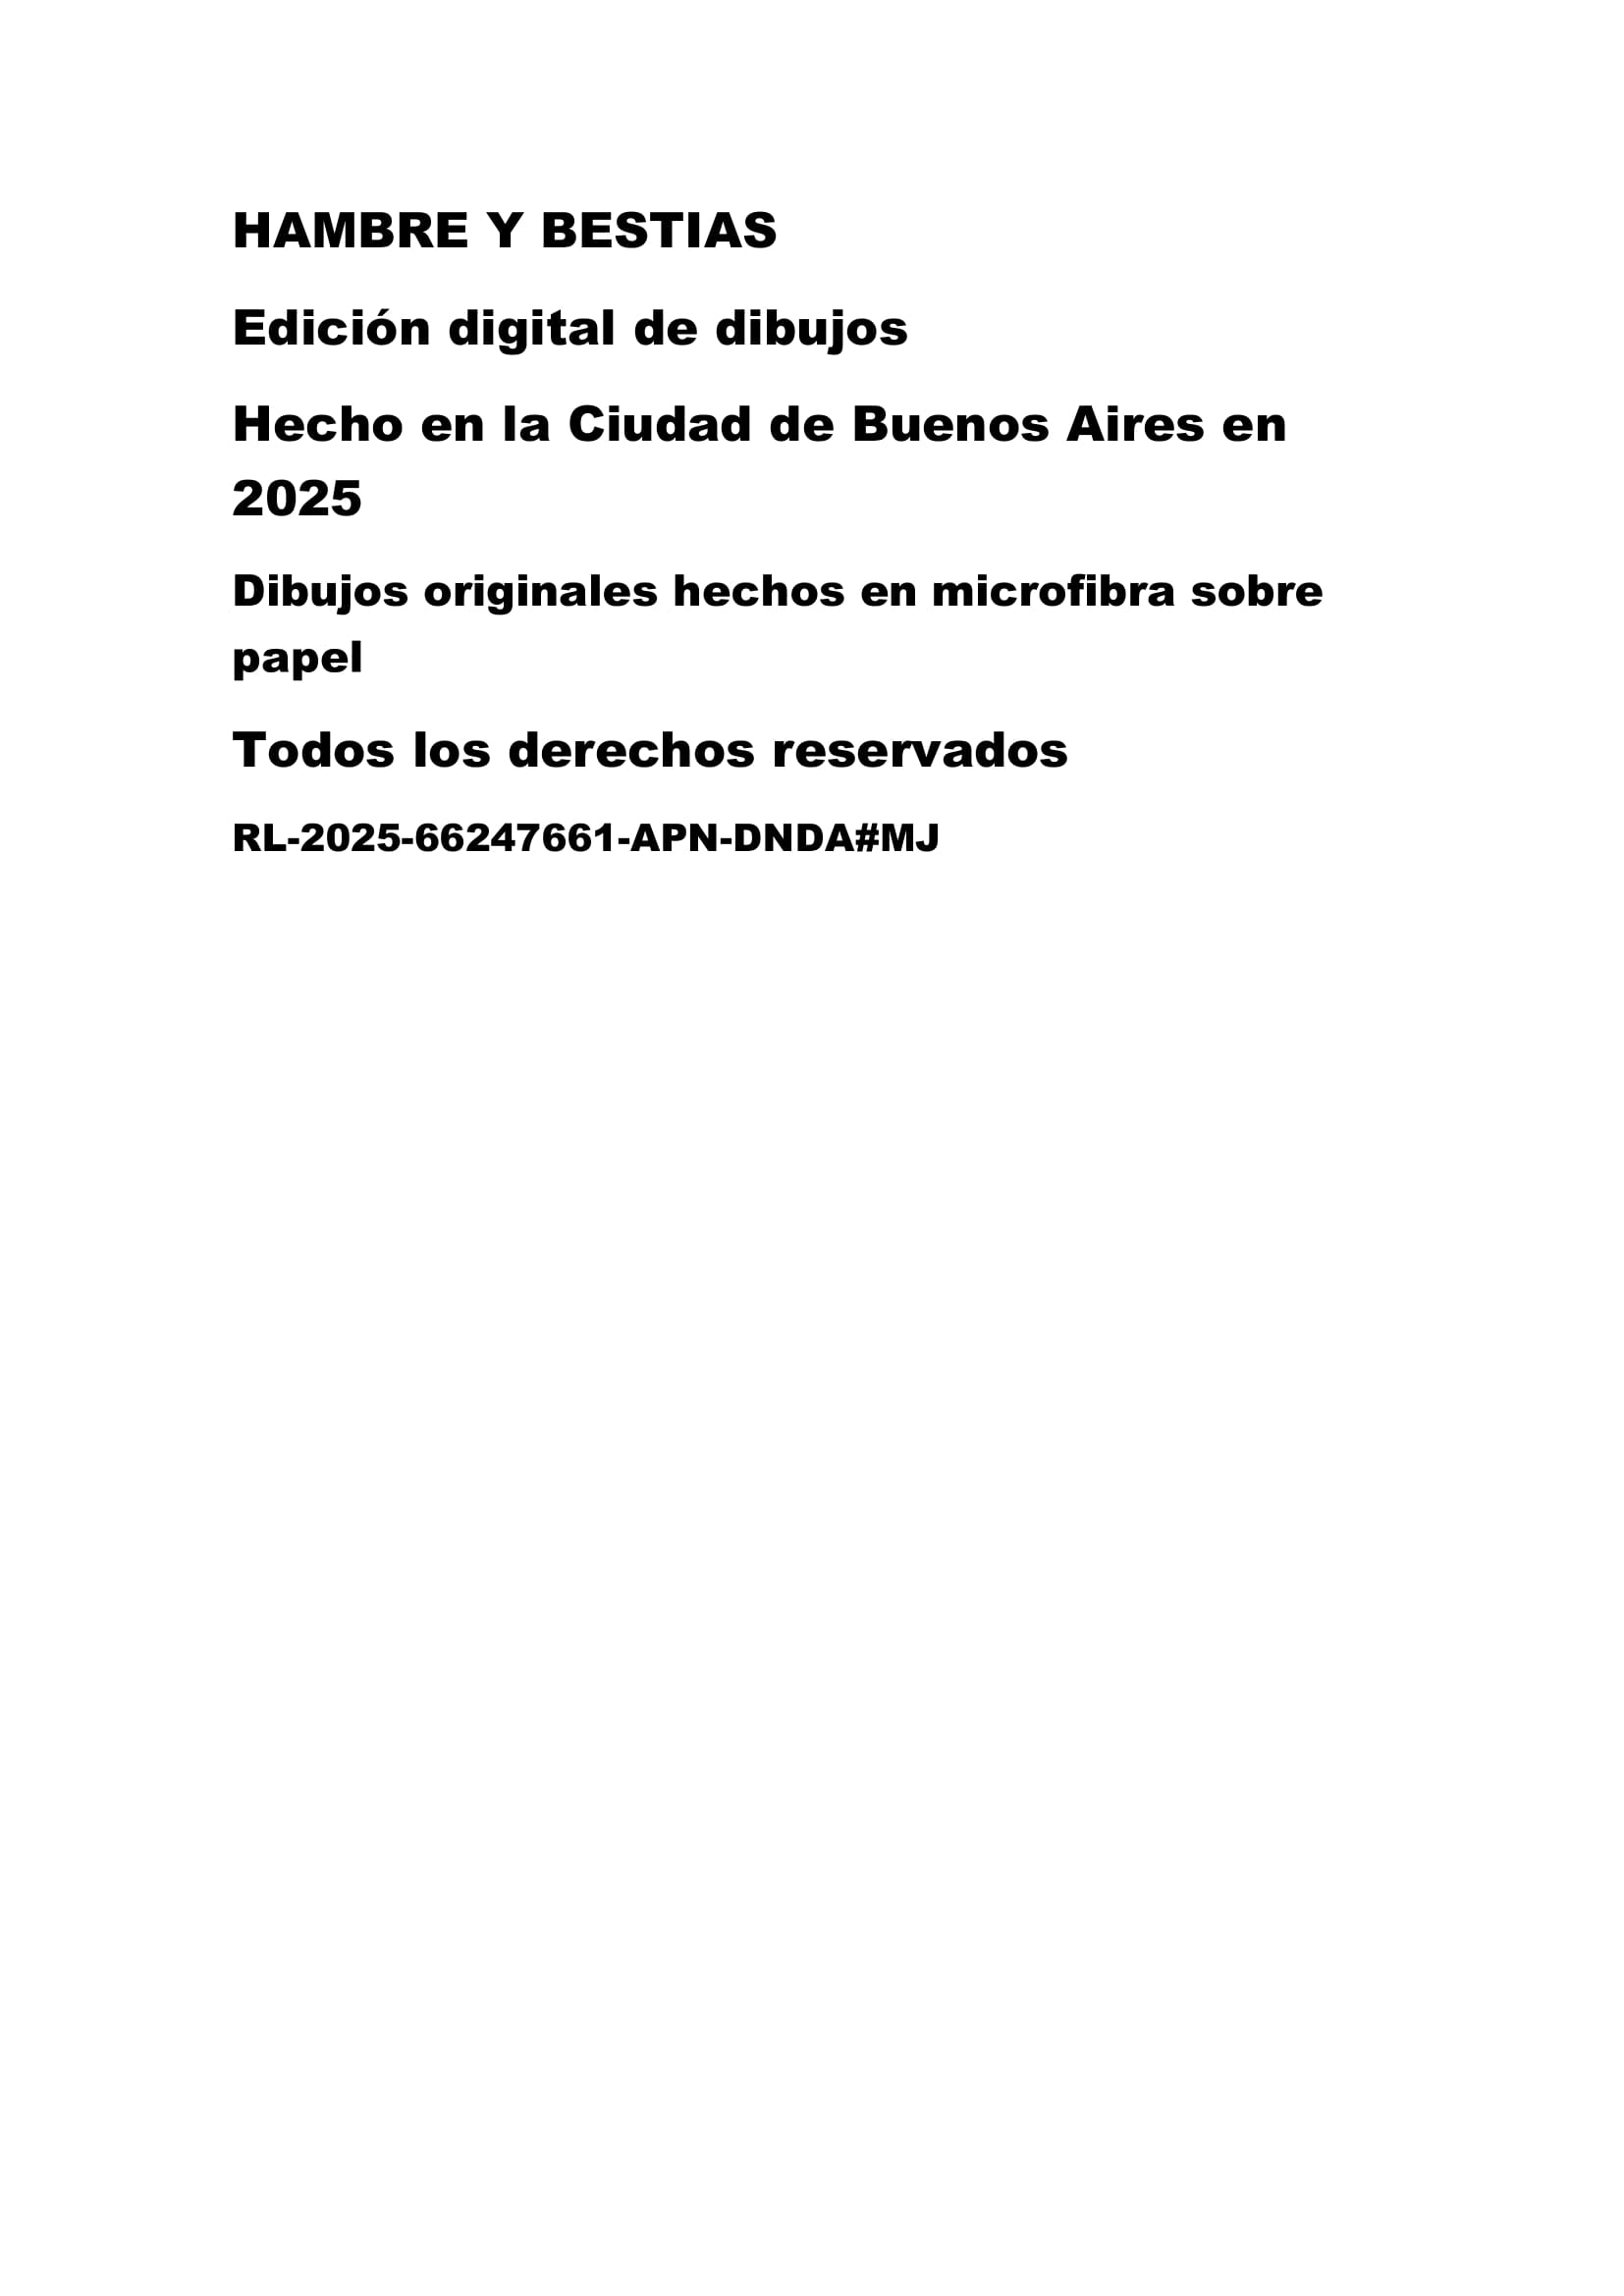 HAMBRE Y BESTIAS
Edición digital de dibujos
Hecho en la Ciudad de Buenos Aires en
2025
Dibujos originales hechos en microfibra sobre
papel
Todos los derechos reservados
RL-2025-66247661-APN-DNDA#MJ